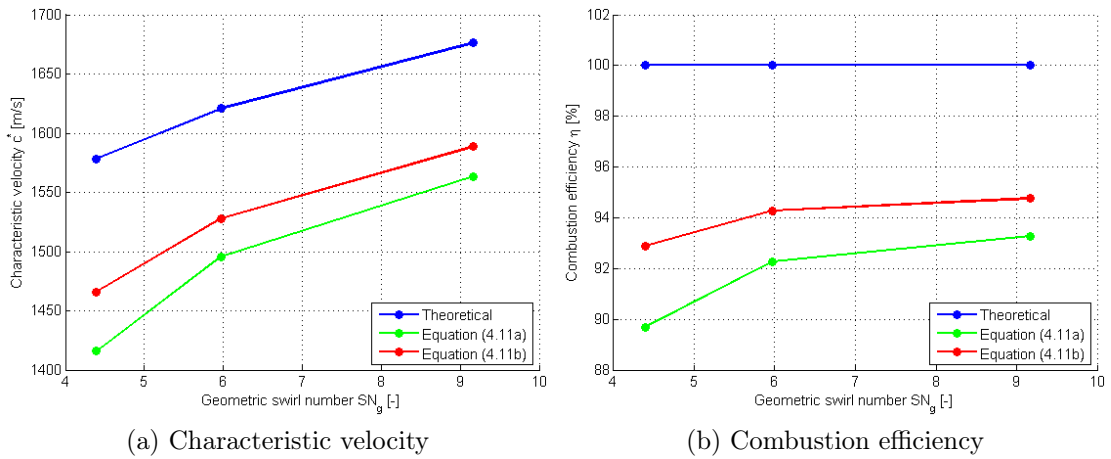 1700
1650
1600
1550
1500
1450
1400
Characteristic velocity c* [m/s]
4 5 6 7 8 9 10
Geometric swirl number SNg [-]
Theoretical
Equation (4.11a)
Equation (4.11b)
(a) Characteristic velocity
102
100
98
96
94
92
90
88
Combustion efficiency η [%]
4 5 6 7 8 9 10
Geometric swirl number SNg [-]
Theoretical
Equation (4.11a)
Equation (4.11b)
(b) Combustion efficiency